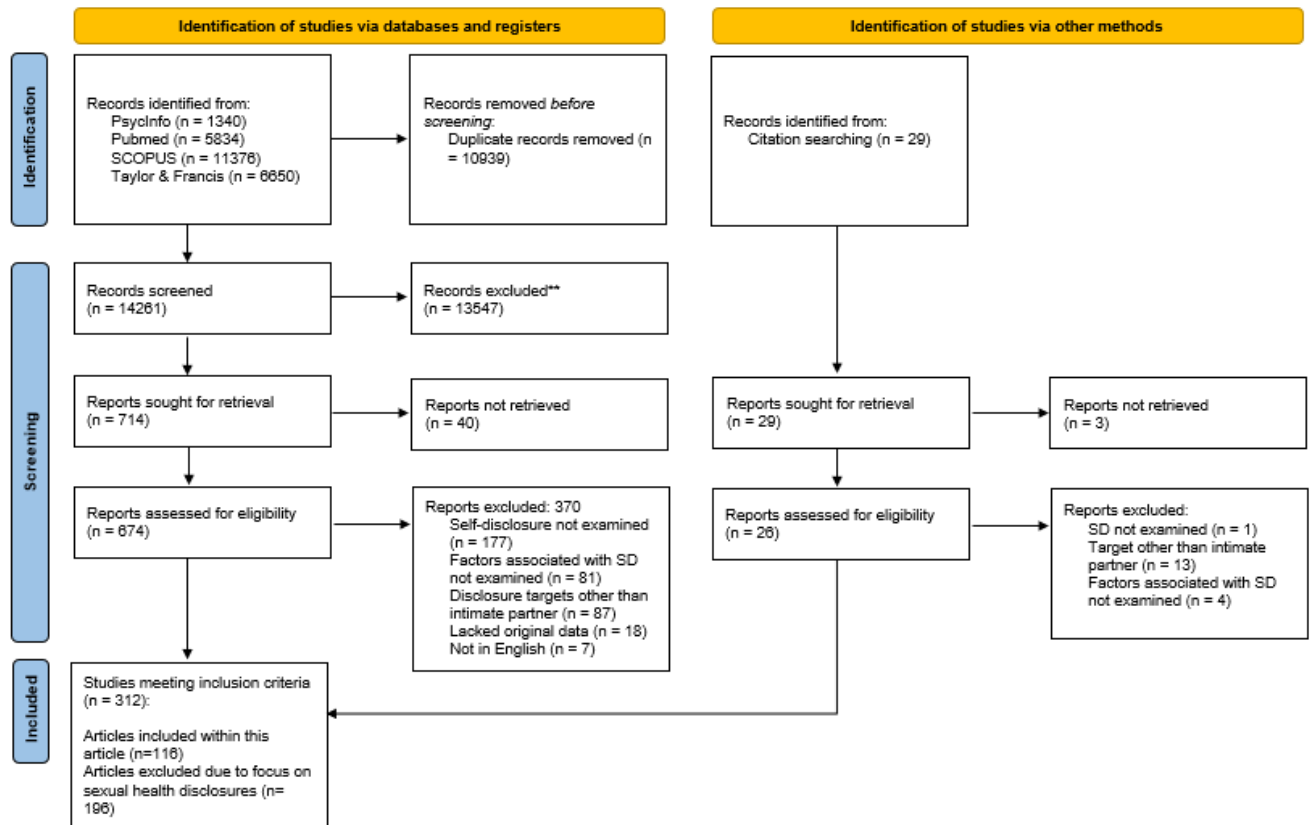 Identification of studies via databases and registers
Identification of studies via other methods
Identification
Records identified from:
PsycInfo (n = 1340)
Pubmed (n = 5834)
SCOPUS (n = 11376)
Taylor & Francis (n = 6650)
Records removed before
screening:
Duplicate records removed (n
= 10939)
Records identified from:
Citation searching (n = 29)
Screening
Records screened
(n = 14261)
Records excluded**
(n = 13547)
Reports sought for retrieval
(n = 714)
Reports not retrieved
(n = 40)
Reports sought for retrieval
(n = 29)
Reports not retrieved
(n = 3)
Reports assessed for eligibility
(n = 674)
Reports excluded: 370
Self-disclosure not examined
(n = 177)
Factors associated with SD
not examined (n = 81)
Disclosure targets other than
intimate partner (n = 87)
Lacked original data (n = 18)
Not in English (n = 7)
Reports assessed for eligibility
(n = 26)
Reports excluded:
SD not examined (n = 1)
Target other than intimate
partner (n = 13)
Factors associated with SD
not examined (n = 4)
Included
Studies meeting inclusion criteria
(n = 312):
Articles included within this
article (n=116)
Articles excluded due to focus on
sexual health disclosures (n=
196)